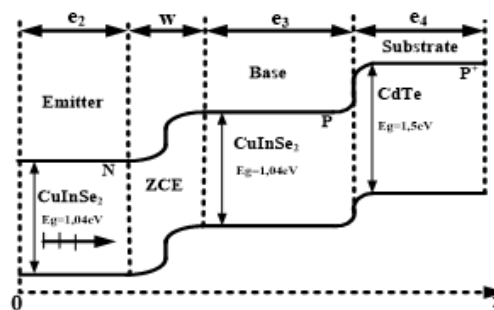 e₂ w e₃ e₄
Substrate
Emitter Base P⁺
CdTe
N P Eg=1,5eV
CuInSe₂ ZCE CuInSe₂
Eg=1,04eV Eg=1,04eV
0